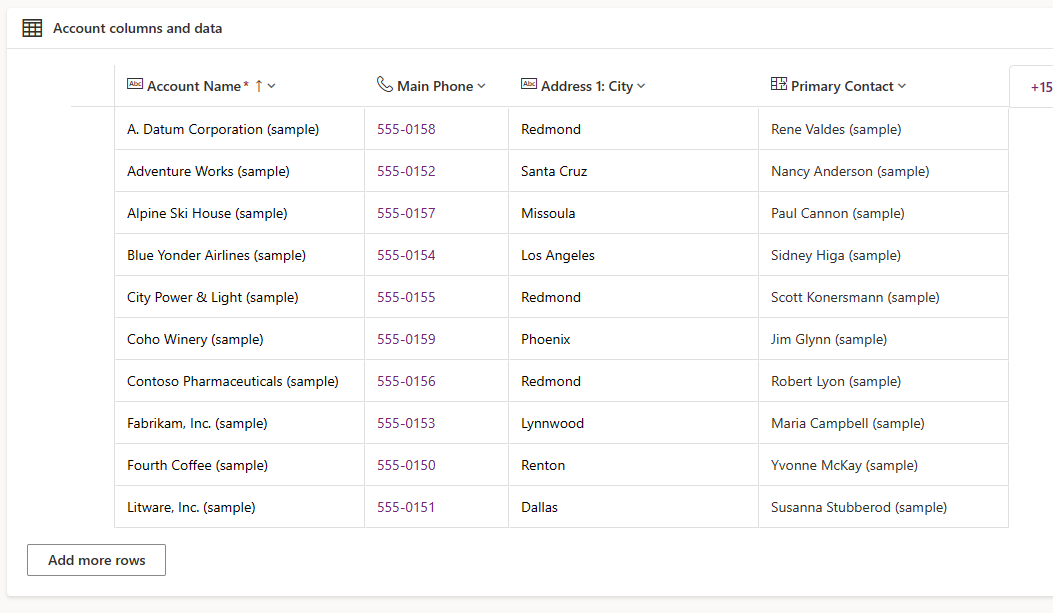 Account columns and data
Abc Account Name* ↑ Main Phone Abc Address 1: City Primary Contact +15
A. Datum Corporation (sample) 555-0158 Redmond Rene Valdes (sample)
Adventure Works (sample) 555-0152 Santa Cruz Nancy Anderson (sample)
Alpine Ski House (sample) 555-0157 Missoula Paul Cannon (sample)
Blue Yonder Airlines (sample) 555-0154 Los Angeles Sidney Higa (sample)
City Power & Light (sample) 555-0155 Redmond Scott Konersmann (sample)
Coho Winery (sample) 555-0159 Phoenix Jim Glynn (sample)
Contoso Pharmaceuticals (sample) 555-0156 Redmond Robert Lyon (sample)
Fabrikam, Inc. (sample) 555-0153 Lynnwood Maria Campbell (sample)
Fourth Coffee (sample) 555-0150 Renton Yvonne McKay (sample)
Litware, Inc. (sample) 555-0151 Dallas Susanna Stubberod (sample)
Add more rows